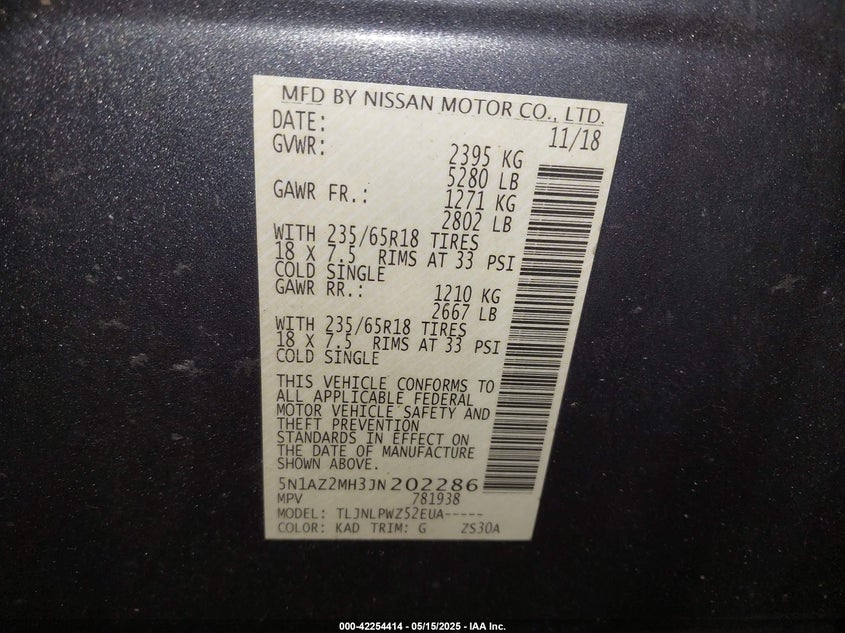 MFD BY NISSAN MOTOR CO., LTD.
DATE: 11/18
GVWR: 2395 KG
5280 LB
GAWR FR.: 1271 KG
2802 LB
WITH 235/65R18 TIRES
18 X 7.5 RIMS AT 33 PSI
COLD SINGLE
GAWR RR.: 1210 KG
2667 LB
WITH 235/65R18 TIRES
18 X 7.5 RIMS AT 33 PSI
COLD SINGLE
THIS VEHICLE CONFORMS TO
ALL APPLICABLE FEDERAL
MOTOR VEHICLE SAFETY AND
THEFT PREVENTION
STANDARDS IN EFFECT ON
THE DATE OF MANUFACTURE
SHOWN ABOVE.
5N1AZ2MH3JN202286
MPV 781938
MODEL: TLJNLPWZ52EUA-----
COLOR: KAD TRIM: G ZS30A
000-42254414 - 05/15/2025 - IAA Inc.